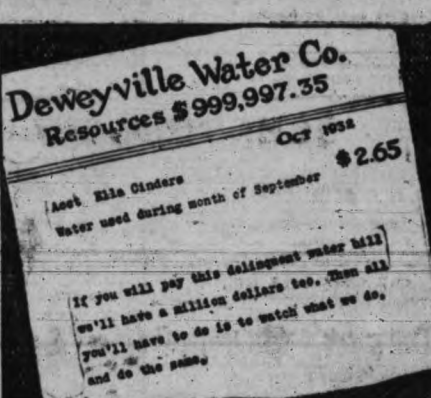 Deweyville Water Co.
Resources $999,997.35
Oct 1932
Acct. Ella Cinders $2.65
Water used during month of September
If you will pay this delinquent water bill
we'll have a million dollars too. Then all
you'll have to do is to watch what we do,
and do the same.